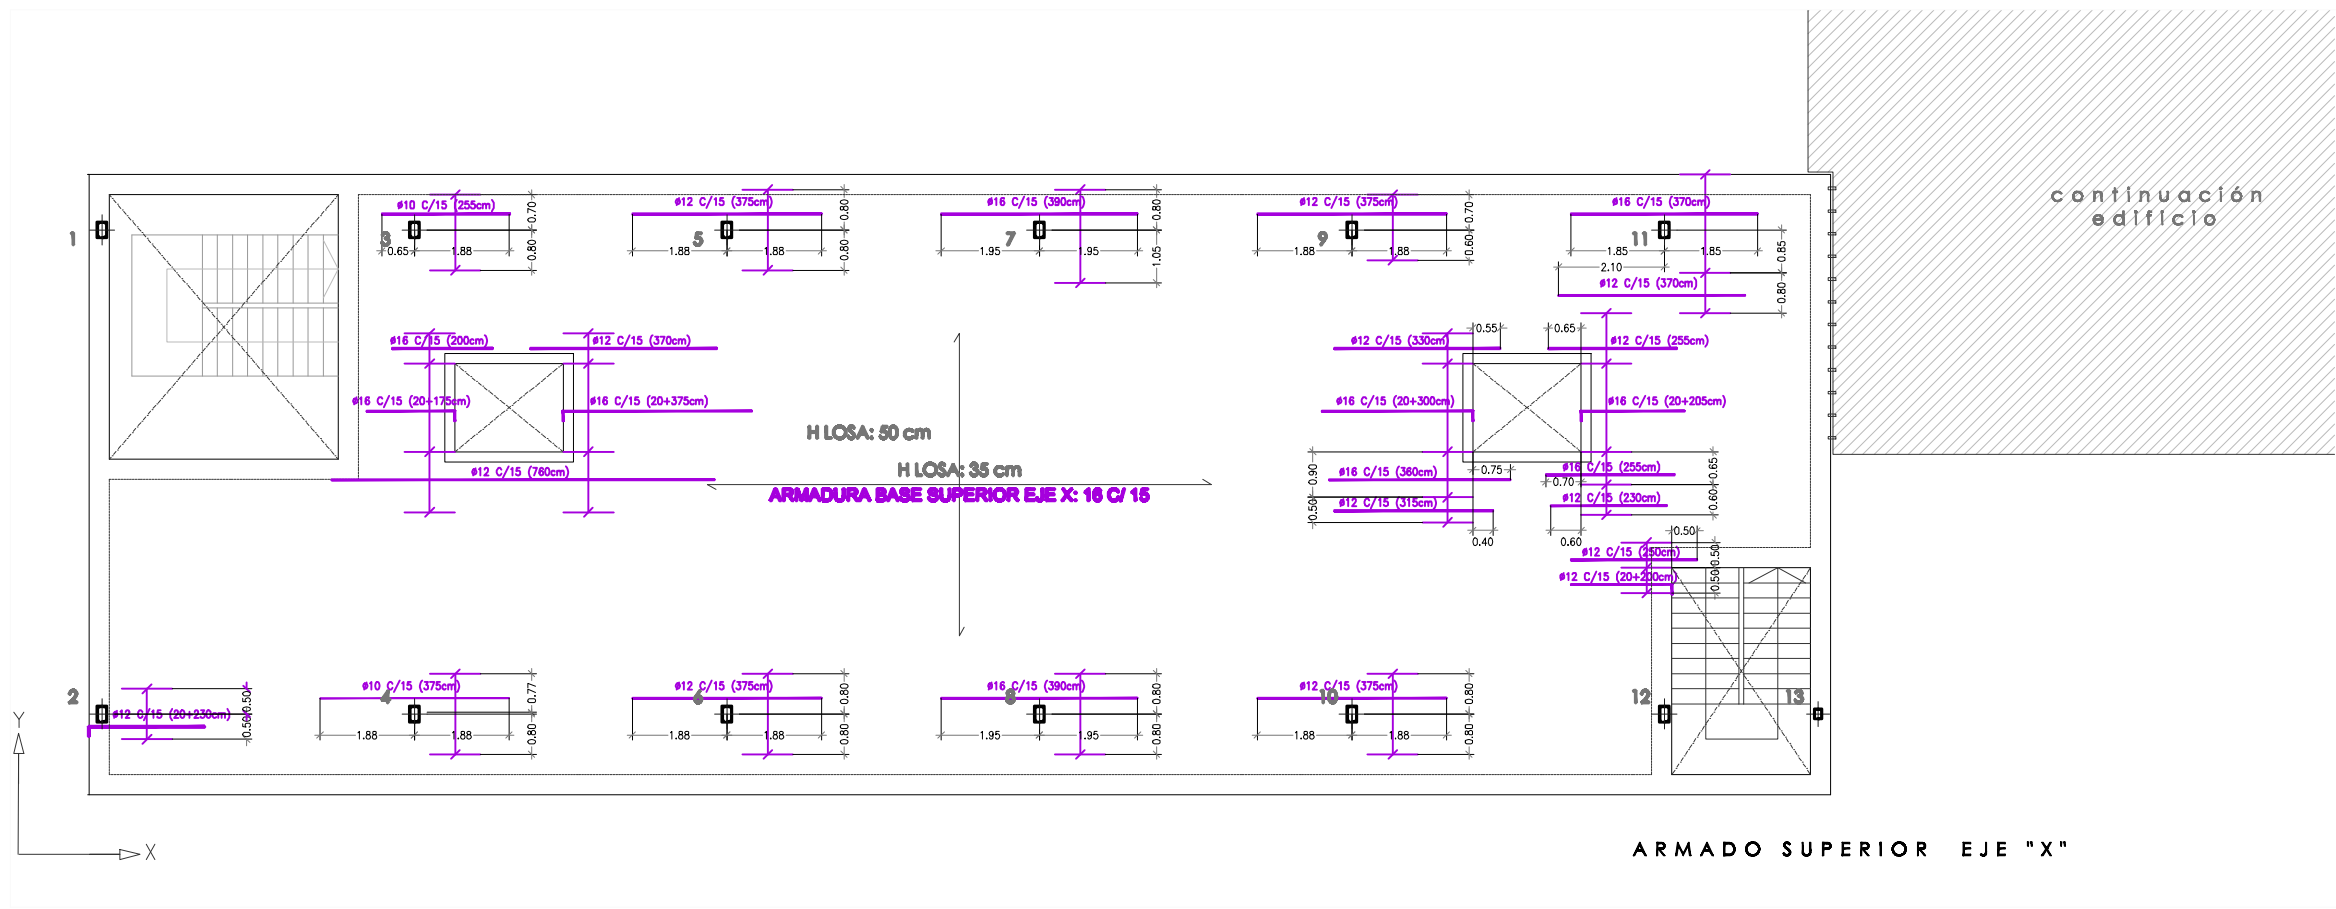 continuación
edificio
ø10 C/15 (255cm)
ø12 C/15 (375cm)
ø16 C/15 (390cm)
ø12 C/15 (375cm)
ø16 C/15 (370cm)
1
3
5
7
9
11
0.70
0.80
0.80
0.80
0.80
1.05
0.70
0.60
0.85
0.80
0.65
1.88
1.88
1.88
1.95
1.95
1.88
1.88
1.85
1.85
2.10
ø12 C/15 (370cm)
0.55
0.65
ø16 C/15 (200cm)
ø12 C/15 (370cm)
ø12 C/15 (330cm)
ø12 C/15 (255cm)
ø16 C/15 (20+175cm)
ø16 C/15 (20+375cm)
ø16 C/15 (20+300cm)
ø16 C/15 (20+205cm)
H LOSA: 50 cm
H LOSA: 35 cm
ARMADURA BASE SUPERIOR EJE X: 16 C/ 15
ø12 C/15 (760cm)
ø16 C/15 (360cm)
0.75
ø16 C/15 (255cm)
0.70
0.90
0.50
0.65
0.60
ø12 C/15 (315cm)
ø12 C/15 (230cm)
0.40
0.60
0.50
ø12 C/15 (250cm)
ø12 C/15 (20+200cm)
0.50
0.50
ø10 C/15 (375cm)
ø12 C/15 (375cm)
ø16 C/15 (390cm)
ø12 C/15 (375cm)
2
4
6
8
10
12
13
ø12 C/15 (20+230cm)
0.50
0.50
0.77
0.80
0.80
0.80
0.80
0.80
0.80
0.80
1.88
1.88
1.88
1.88
1.95
1.95
1.88
1.88
Y
X
ARMADO SUPERIOR EJE "X"